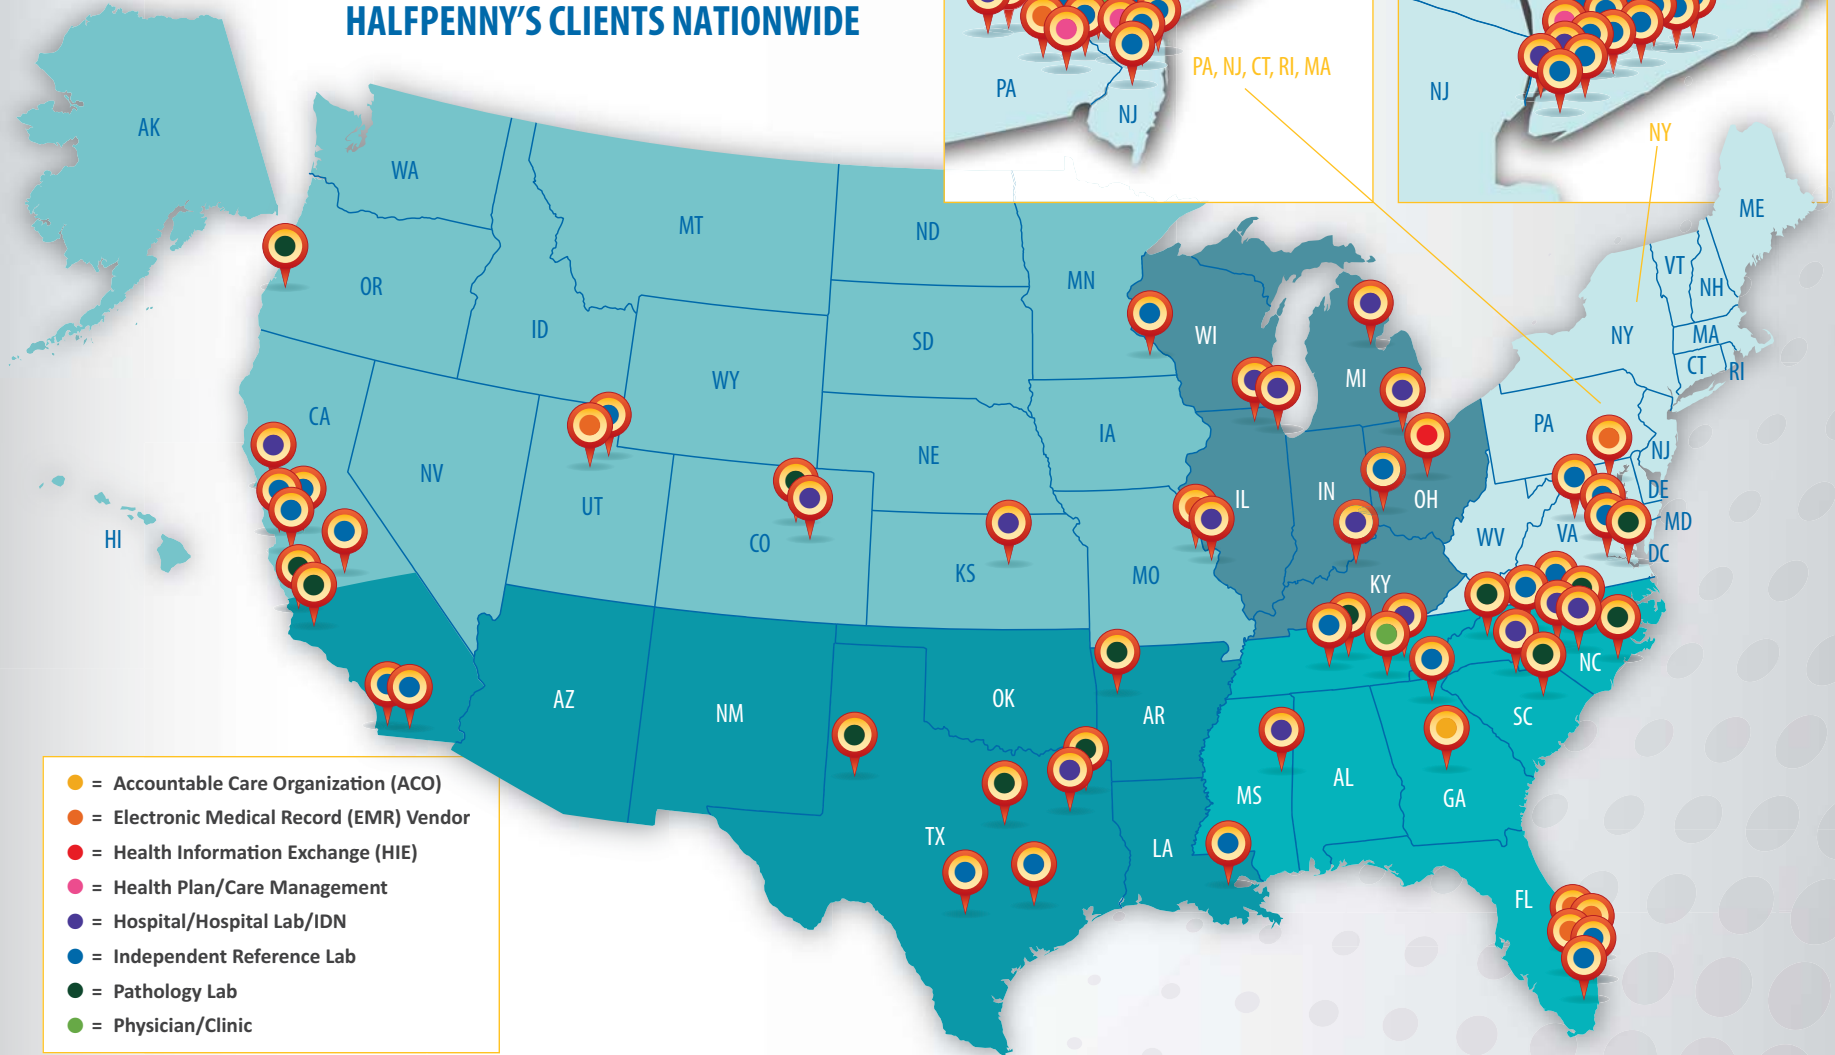 HALFPENNY'S CLIENTS NATIONWIDE
PA, NJ, CT, RI, MA
PA
NJ
NJ
NY
AK
WA
MT
ND
MN
OR
ID
SD
WY
WI
MI
ME
VT
NH
NY
MA
CT
RI
CA
NV
UT
CO
NE
IA
KS
MO
IL
IN
OH
PA
NJ
DE
MD
DC
WV
VA
KY
HI
AZ
NM
OK
AR
TX
LA
MS
AL
GA
SC
NC
FL
= Accountable Care Organization (ACO)
= Electronic Medical Record (EMR) Vendor
= Health Information Exchange (HIE)
= Health Plan/Care Management
= Hospital/Hospital Lab/IDN
= Independent Reference Lab
= Pathology Lab
= Physician/Clinic